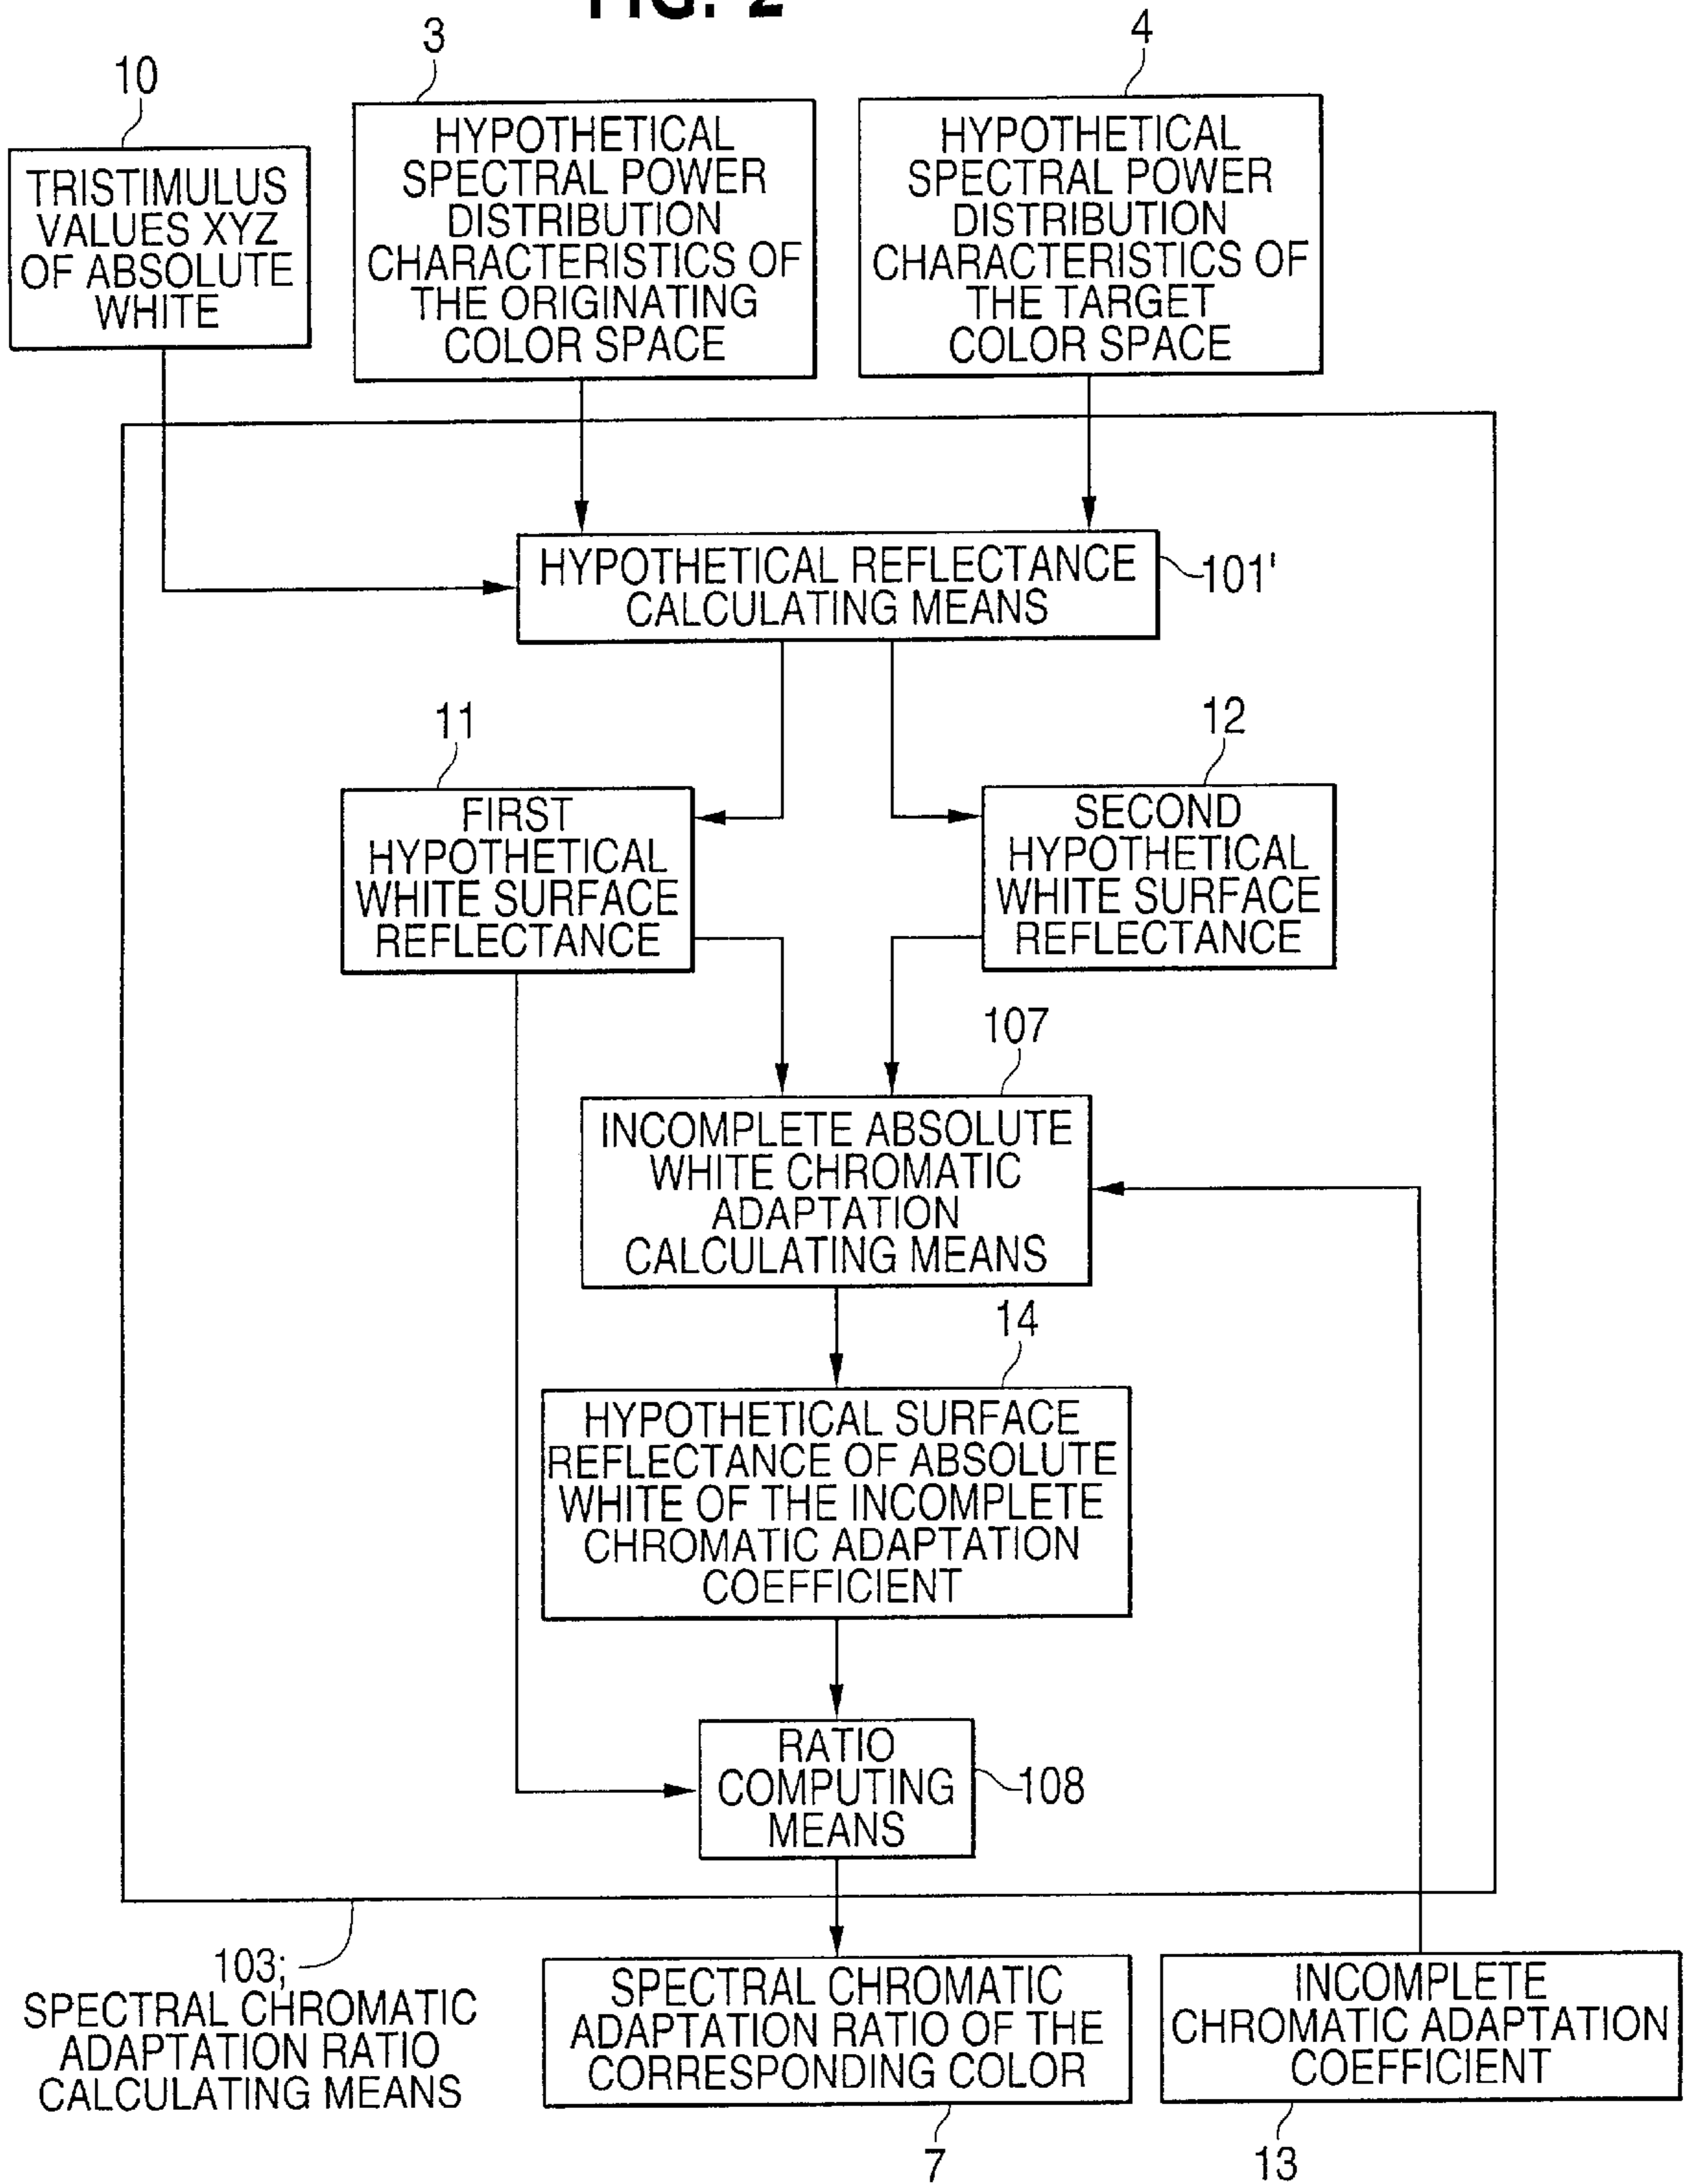 FIG. 2
3
4
10
TRISTIMULUS
VALUES XYZ
OF ABSOLUTE
WHITE
HYPOTHETICAL
SPECTRAL POWER
DISTRIBUTION
CHARACTERISTICS OF
THE ORIGINATING
COLOR SPACE
HYPOTHETICAL
SPECTRAL POWER
DISTRIBUTION
CHARACTERISTICS OF
THE TARGET
COLOR SPACE
HYPOTHETICAL REFLECTANCE
CALCULATING MEANS
101'
11
12
FIRST
HYPOTHETICAL
WHITE SURFACE
REFLECTANCE
SECOND
HYPOTHETICAL
WHITE SURFACE
REFLECTANCE
107
INCOMPLETE ABSOLUTE
WHITE CHROMATIC
ADAPTATION
CALCULATING MEANS
14
HYPOTHETICAL SURFACE
REFLECTANCE OF ABSOLUTE
WHITE OF THE INCOMPLETE
CHROMATIC ADAPTATION
COEFFICIENT
RATIO
COMPUTING
MEANS
108
103;
SPECTRAL CHROMATIC
ADAPTATION RATIO
CALCULATING MEANS
SPECTRAL CHROMATIC
ADAPTATION RATIO OF THE
CORRESPONDING COLOR
7
INCOMPLETE
CHROMATIC ADAPTATION
COEFFICIENT
13